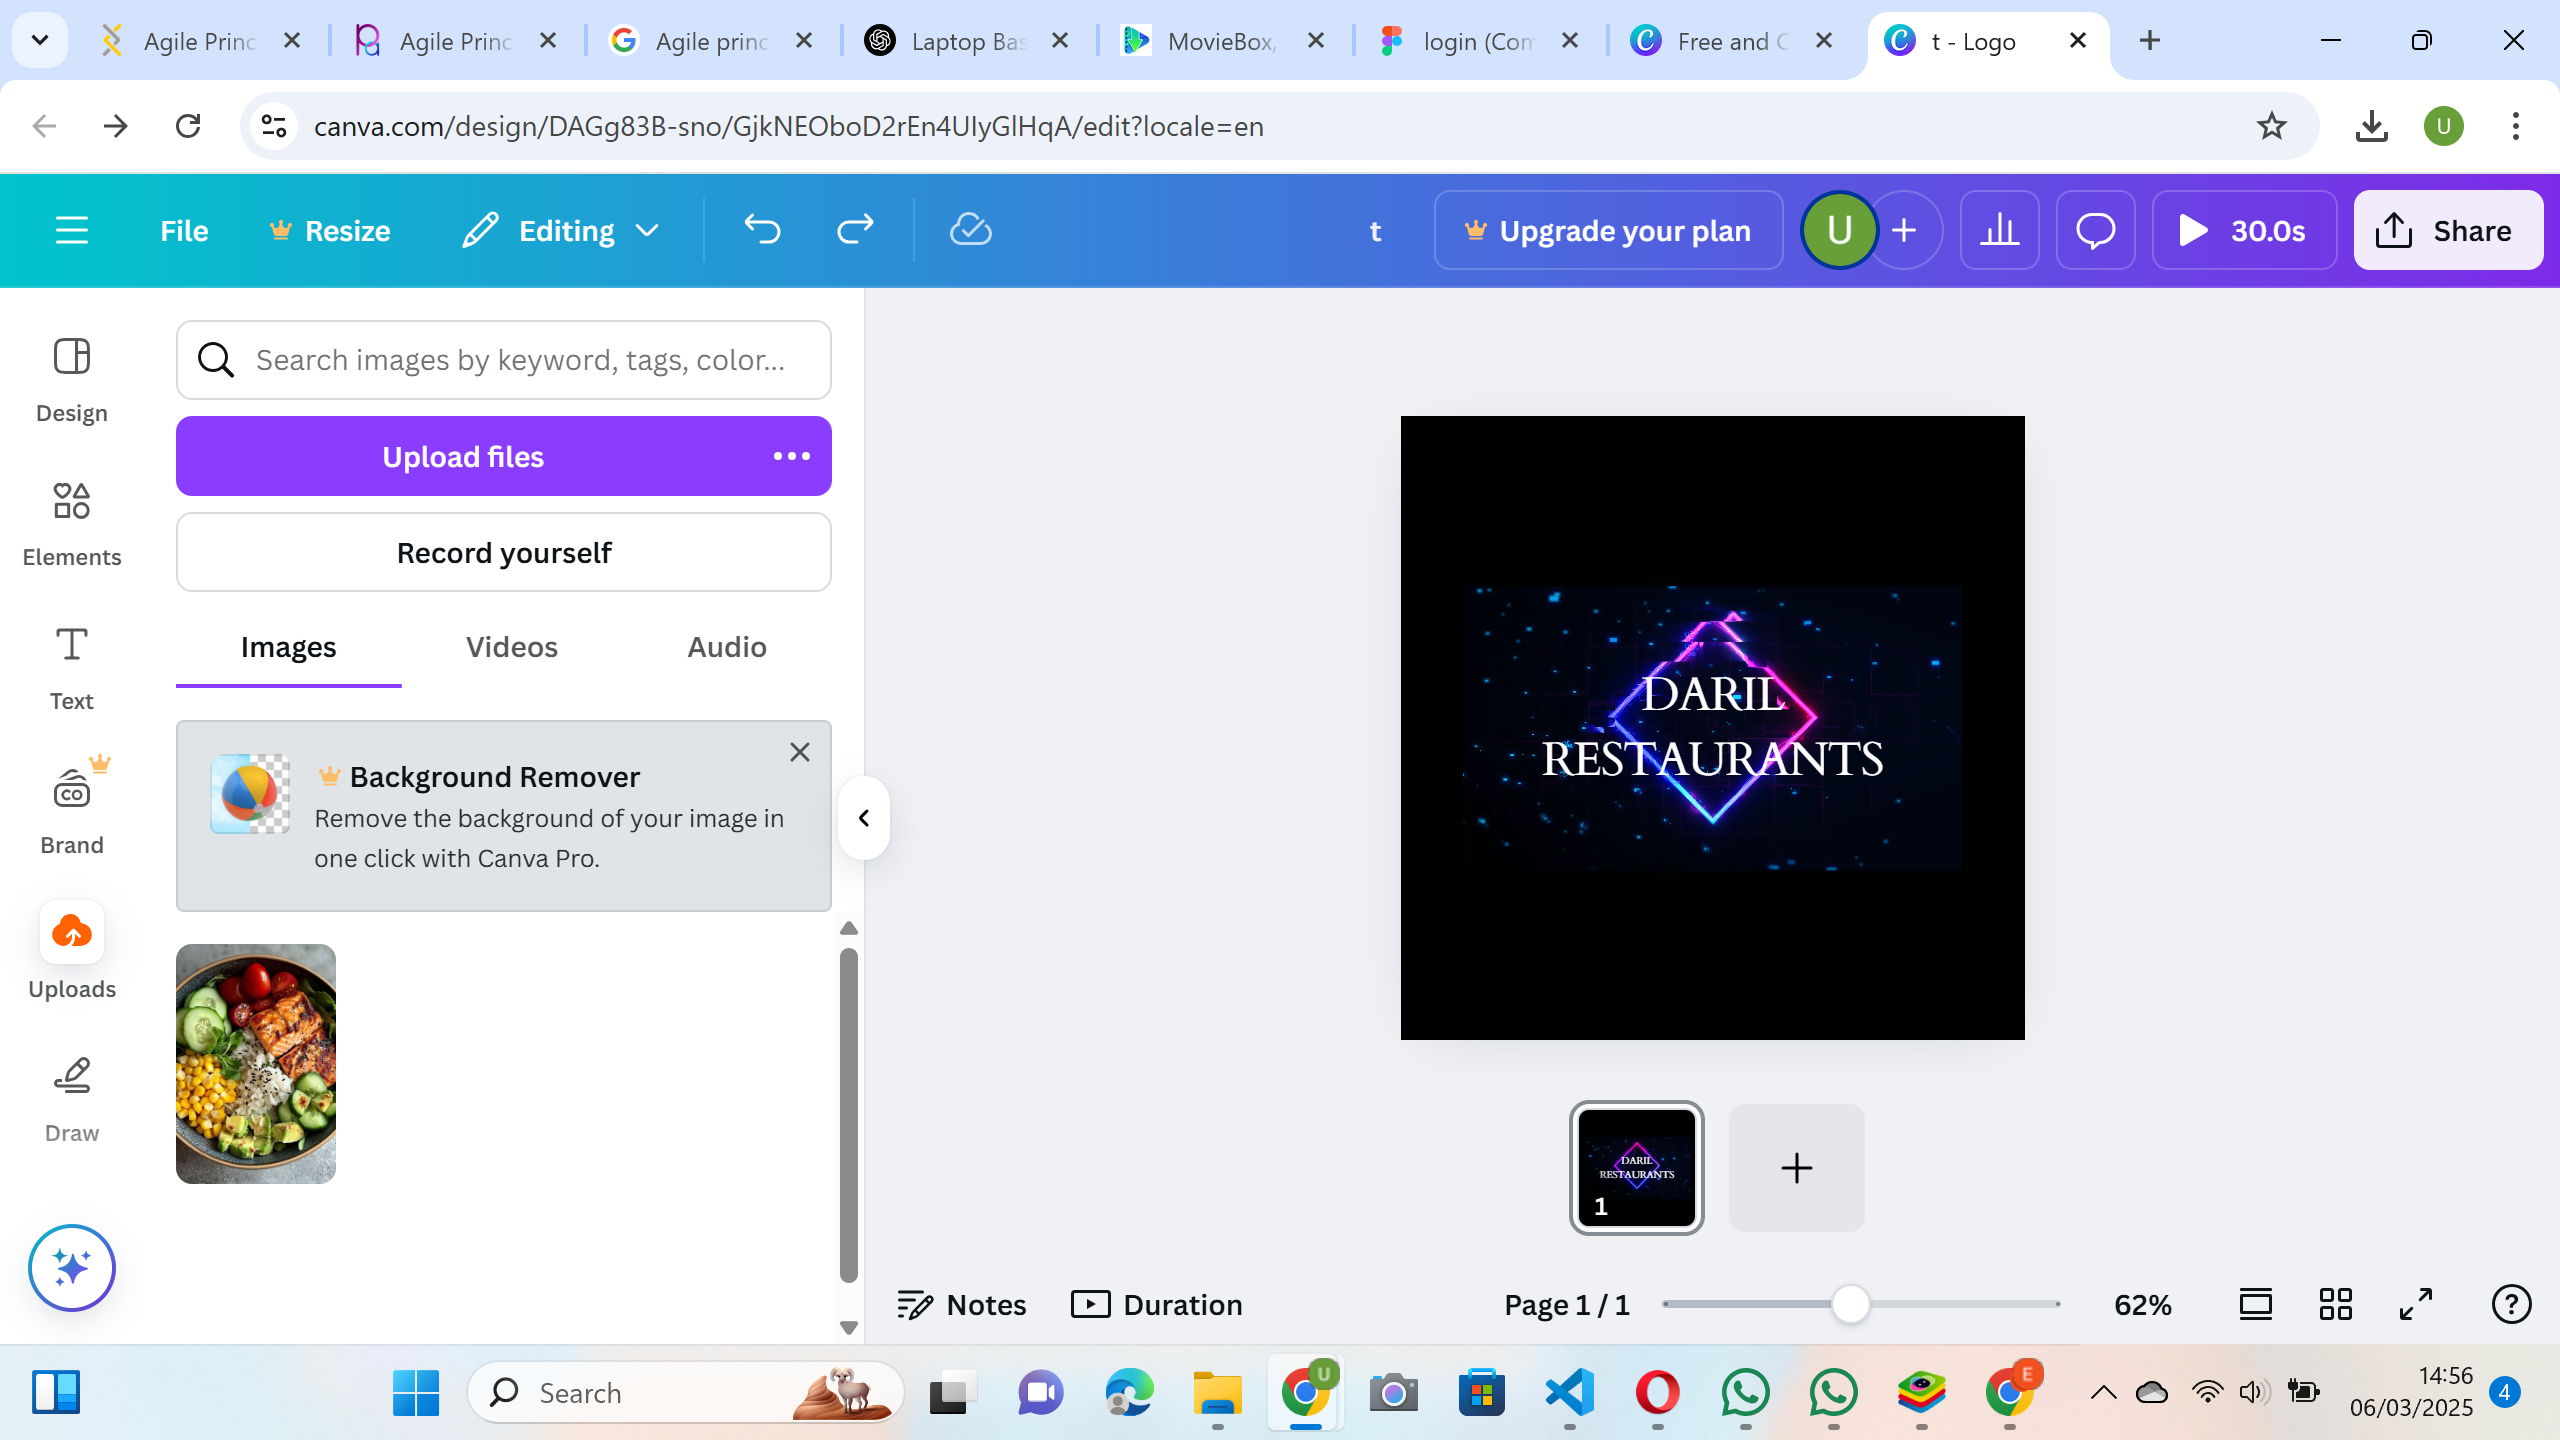 Agile Princ
Agile Princ
Agile princ
Laptop Bas
MovieBox,
login (Com
Free and C
t - Logo
canva.com/design/DAGg83B-sno/GjkNEOboD2rEn4UIyGlHqA/edit?locale=en
U
File
Resize
Editing
t
Upgrade your plan
U
30.0s
Share
Design
Elements
Text
Brand
Uploads
Draw
Search images by keyword, tags, color...
Upload files
Record yourself
Images
Videos
Audio
Background Remover
Remove the background of your image in
one click with Canva Pro.
DARIL
RESTAURANTS
DARIL
RESTAURANTS
1
Notes
Duration
Page 1 / 1
62%
Search
U
E
14:56
06/03/2025
4